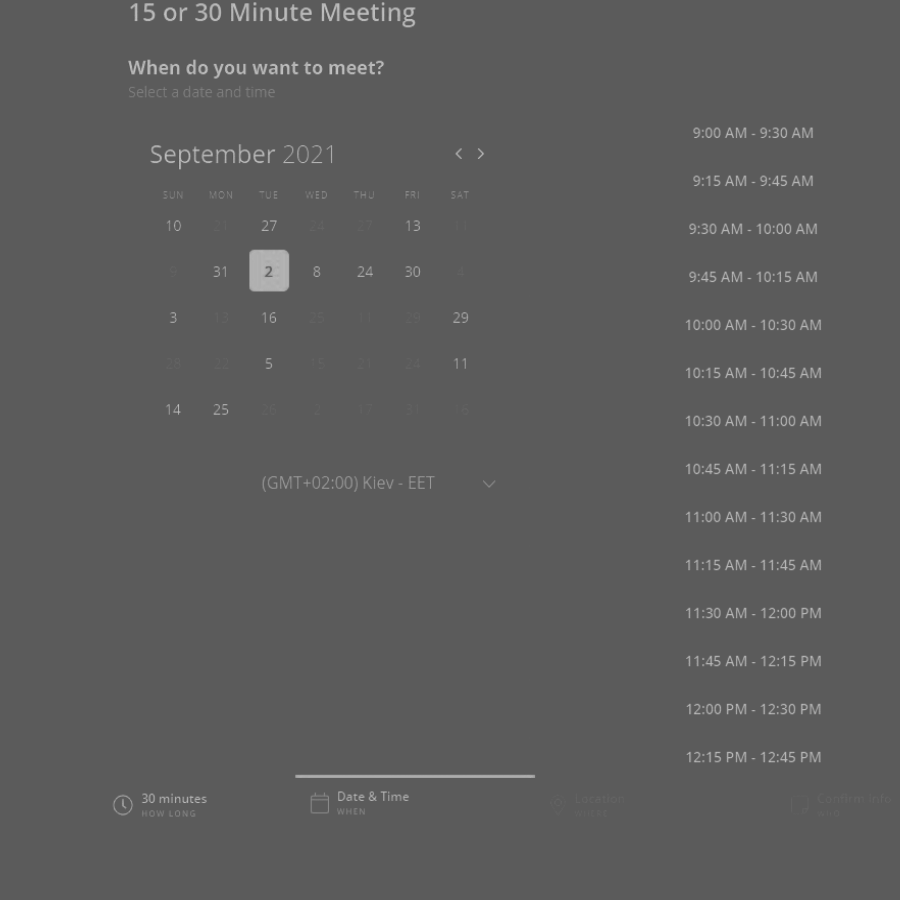 15 or 30 Minute Meeting
When do you want to meet?
Select a date and time
September 2021
SUN MON TUE WED THU FRI SAT
10 21 27 24 27 13 11
9 31 2 8 24 30 4
3 13 16 25 11 29 29
28 22 5 15 21 24 11
14 25 26 2 17 31 16
(GMT+02:00) Kiev - EET
9:00 AM - 9:30 AM
9:15 AM - 9:45 AM
9:30 AM - 10:00 AM
9:45 AM - 10:15 AM
10:00 AM - 10:30 AM
10:15 AM - 10:45 AM
10:30 AM - 11:00 AM
10:45 AM - 11:15 AM
11:00 AM - 11:30 AM
11:15 AM - 11:45 AM
11:30 AM - 12:00 PM
11:45 AM - 12:15 PM
12:00 PM - 12:30 PM
12:15 PM - 12:45 PM
30 minutes
HOW LONG
Date & Time
WHEN
Location
Confirm Info